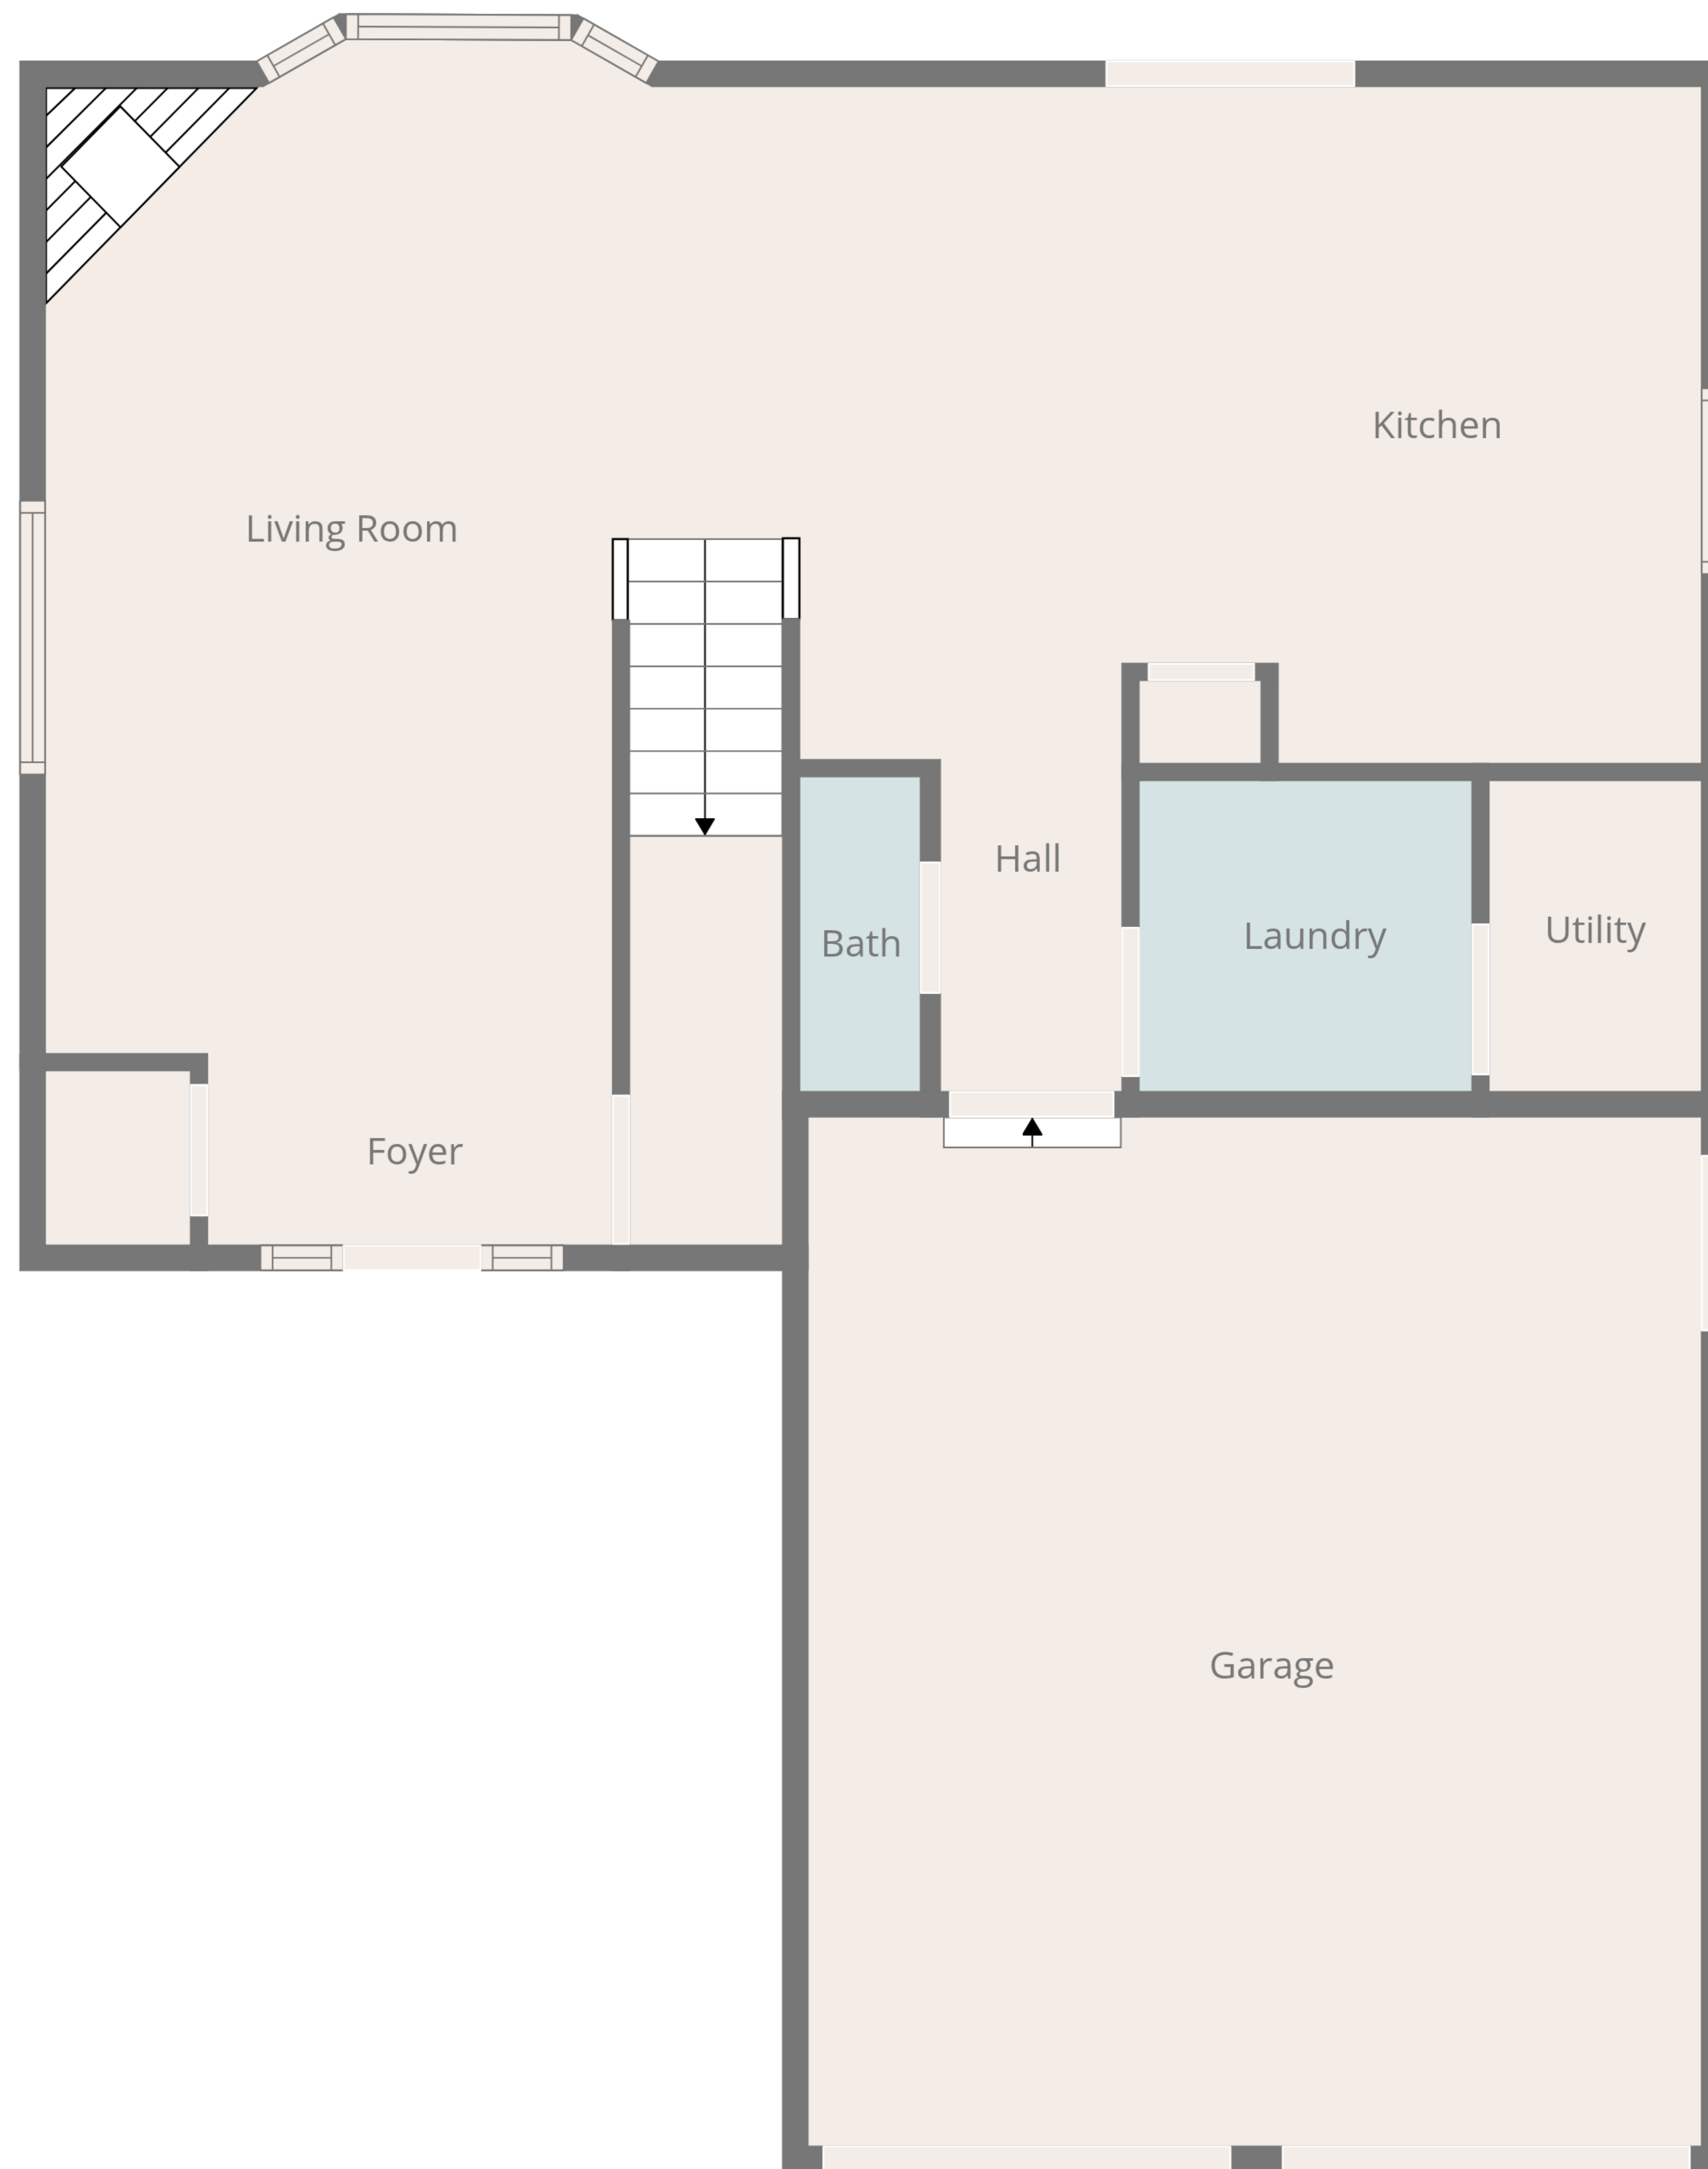 Kitchen
Living Room
Hall
Bath
Laundry
Utility
Foyer
Garage